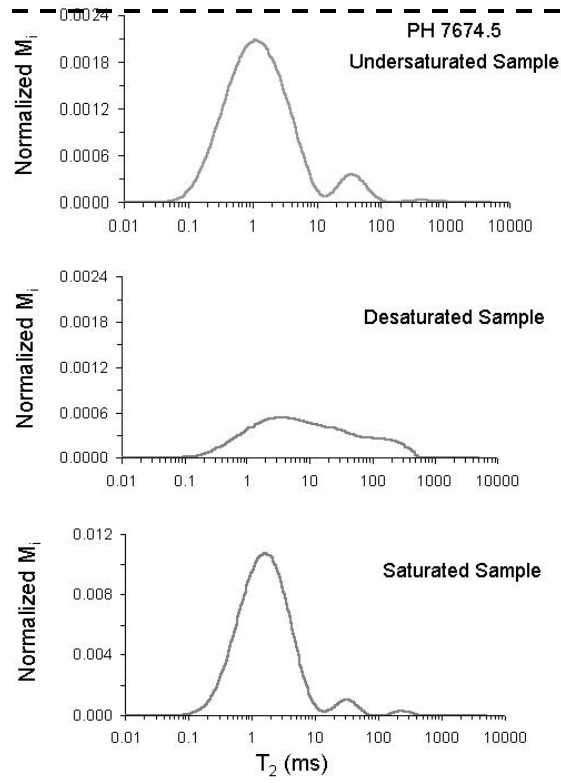 PH 7674.5
Undersaturated Sample
Normalized Mi
0.0024
0.0018
0.0012
0.0006
0.0000
0.01 0.1 1 10 100 1000 10000
Desaturated Sample
Normalized Mi
0.0024
0.0018
0.0012
0.0006
0.0000
0.01 0.1 1 10 100 1000 10000
Saturated Sample
Normalized Mi
0.012
0.008
0.004
0.000
0.01 0.1 1 10 100 1000 10000
T2 (ms)